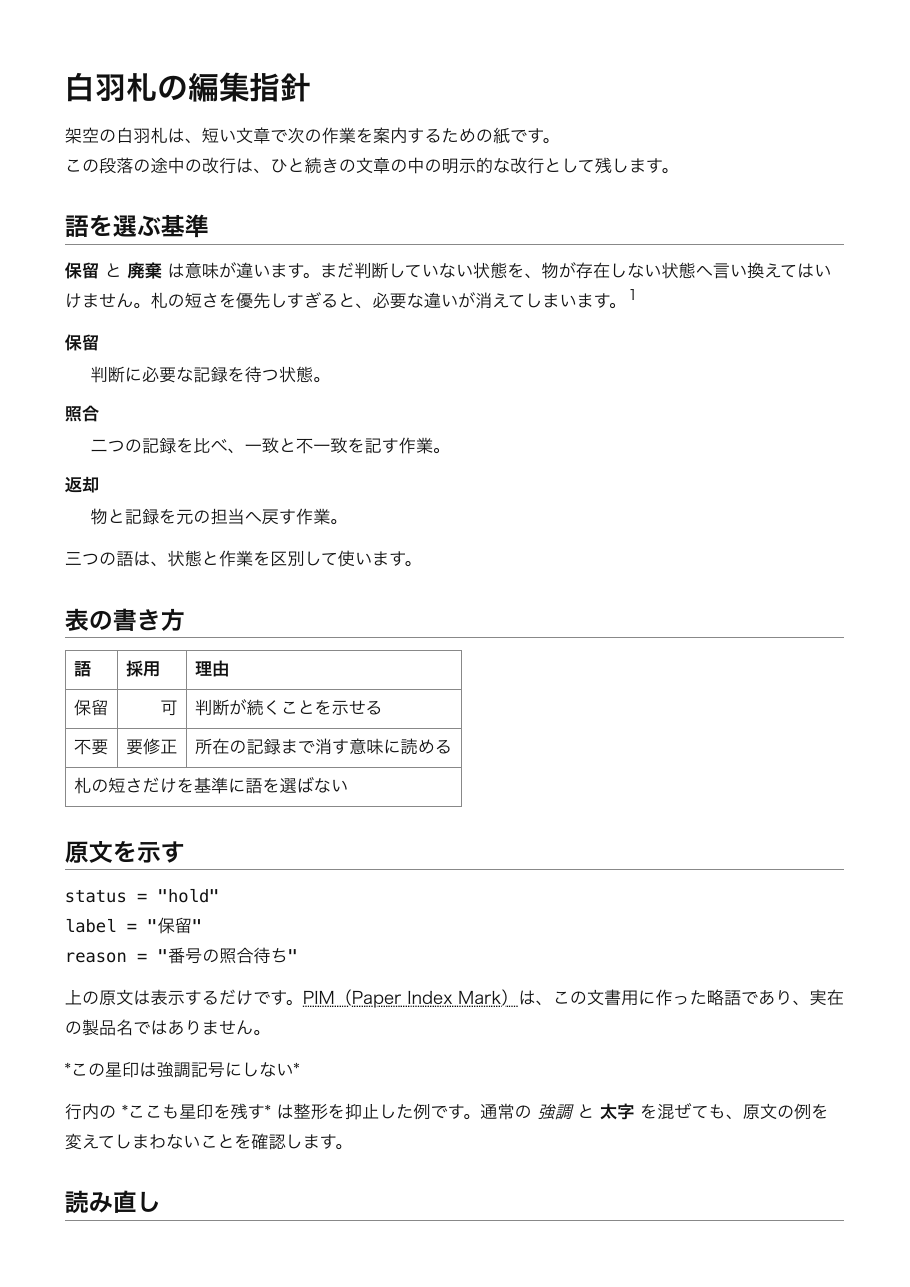 白羽札の編集指針
架空の白羽札は、短い文章で次の作業を案内するための紙です。
この段落の途中の改行は、ひと続きの文章の中の明示的な改行として残します。
語を選ぶ基準
保留 と 廃棄 は意味が違います。まだ判断していない状態を、物が存在しない状態へ言い換えてはい
けません。札の短さを優先しすぎると、必要な違いが消えてしまいます。1
保留
判断に必要な記録を待つ状態。
照合
二つの記録を比べ、一致と不一致を記す作業。
返却
物と記録を元の担当へ戻す作業。
三つの語は、状態と作業を区別して使います。
表の書き方
語 採用 理由
保留 可 判断が続くことを示せる
不要 要修正 所在の記録まで消す意味に読める
札の短さだけを基準に語を選ばない
原文を示す
status = "hold"
label = "保留"
reason = "番号の照合待ち"
上の原文は表示するだけです。PIM（Paper Index Mark）は、この文書用に作った略語であり、実在
の製品名ではありません。
*この星印は強調記号にしない*
行内の *ここも星印を残す* は整形を抑止した例です。通常の 強調 と 太字 を混ぜても、原文の例を
変えてしまわないことを確認します。
読み直し